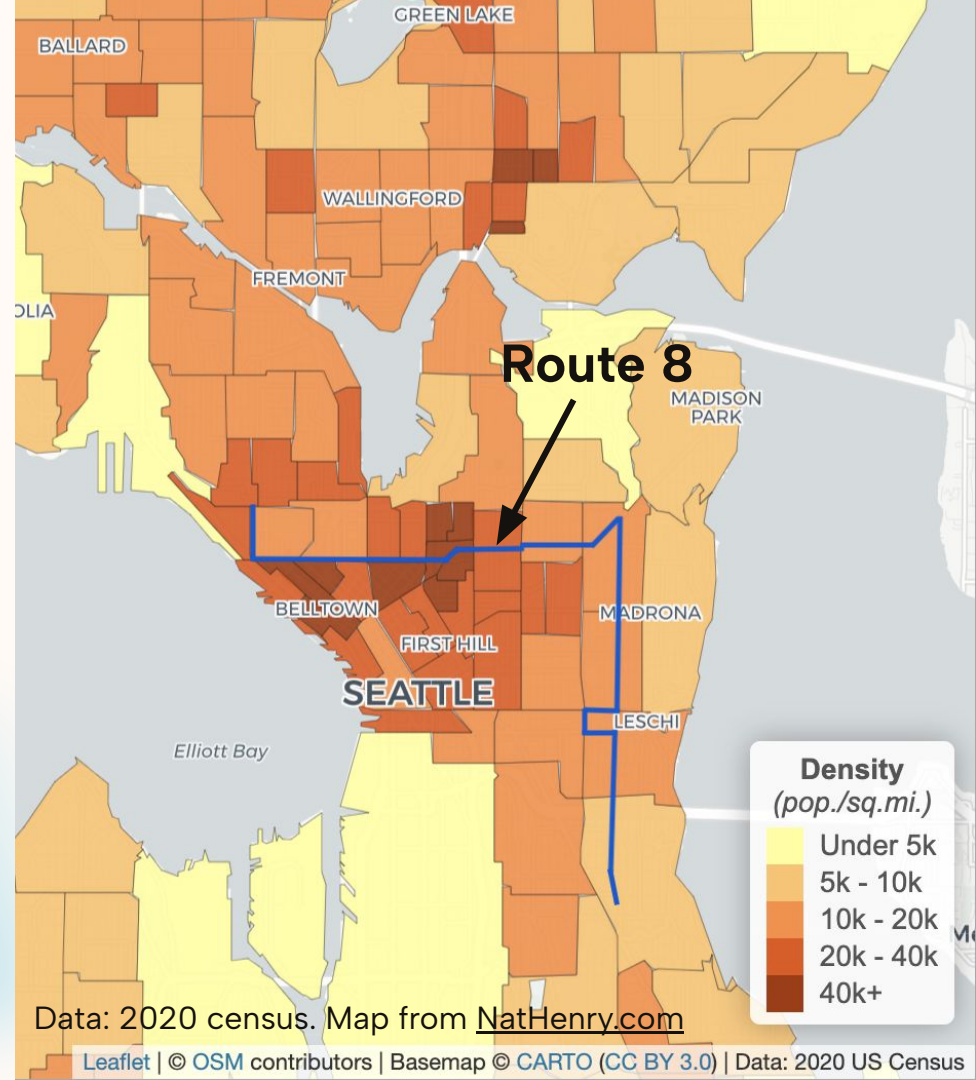 GREEN LAKE
BALLARD
WALLINGFORD
FREMONT
OLIA
Route 8
MADISON
PARK
BELLTOWN
MADRONA
FIRST HILL
SEATTLE
LESCHI
Elliott Bay
Density
(pop./sq.mi.)
Under 5k
5k - 10k
10k - 20k
20k - 40k
40k+
Me
Data: 2020 census. Map from NatHenry.com
Leaflet | © OSM contributors | Basemap © CARTO (CC BY 3.0) | Data: 2020 US Census